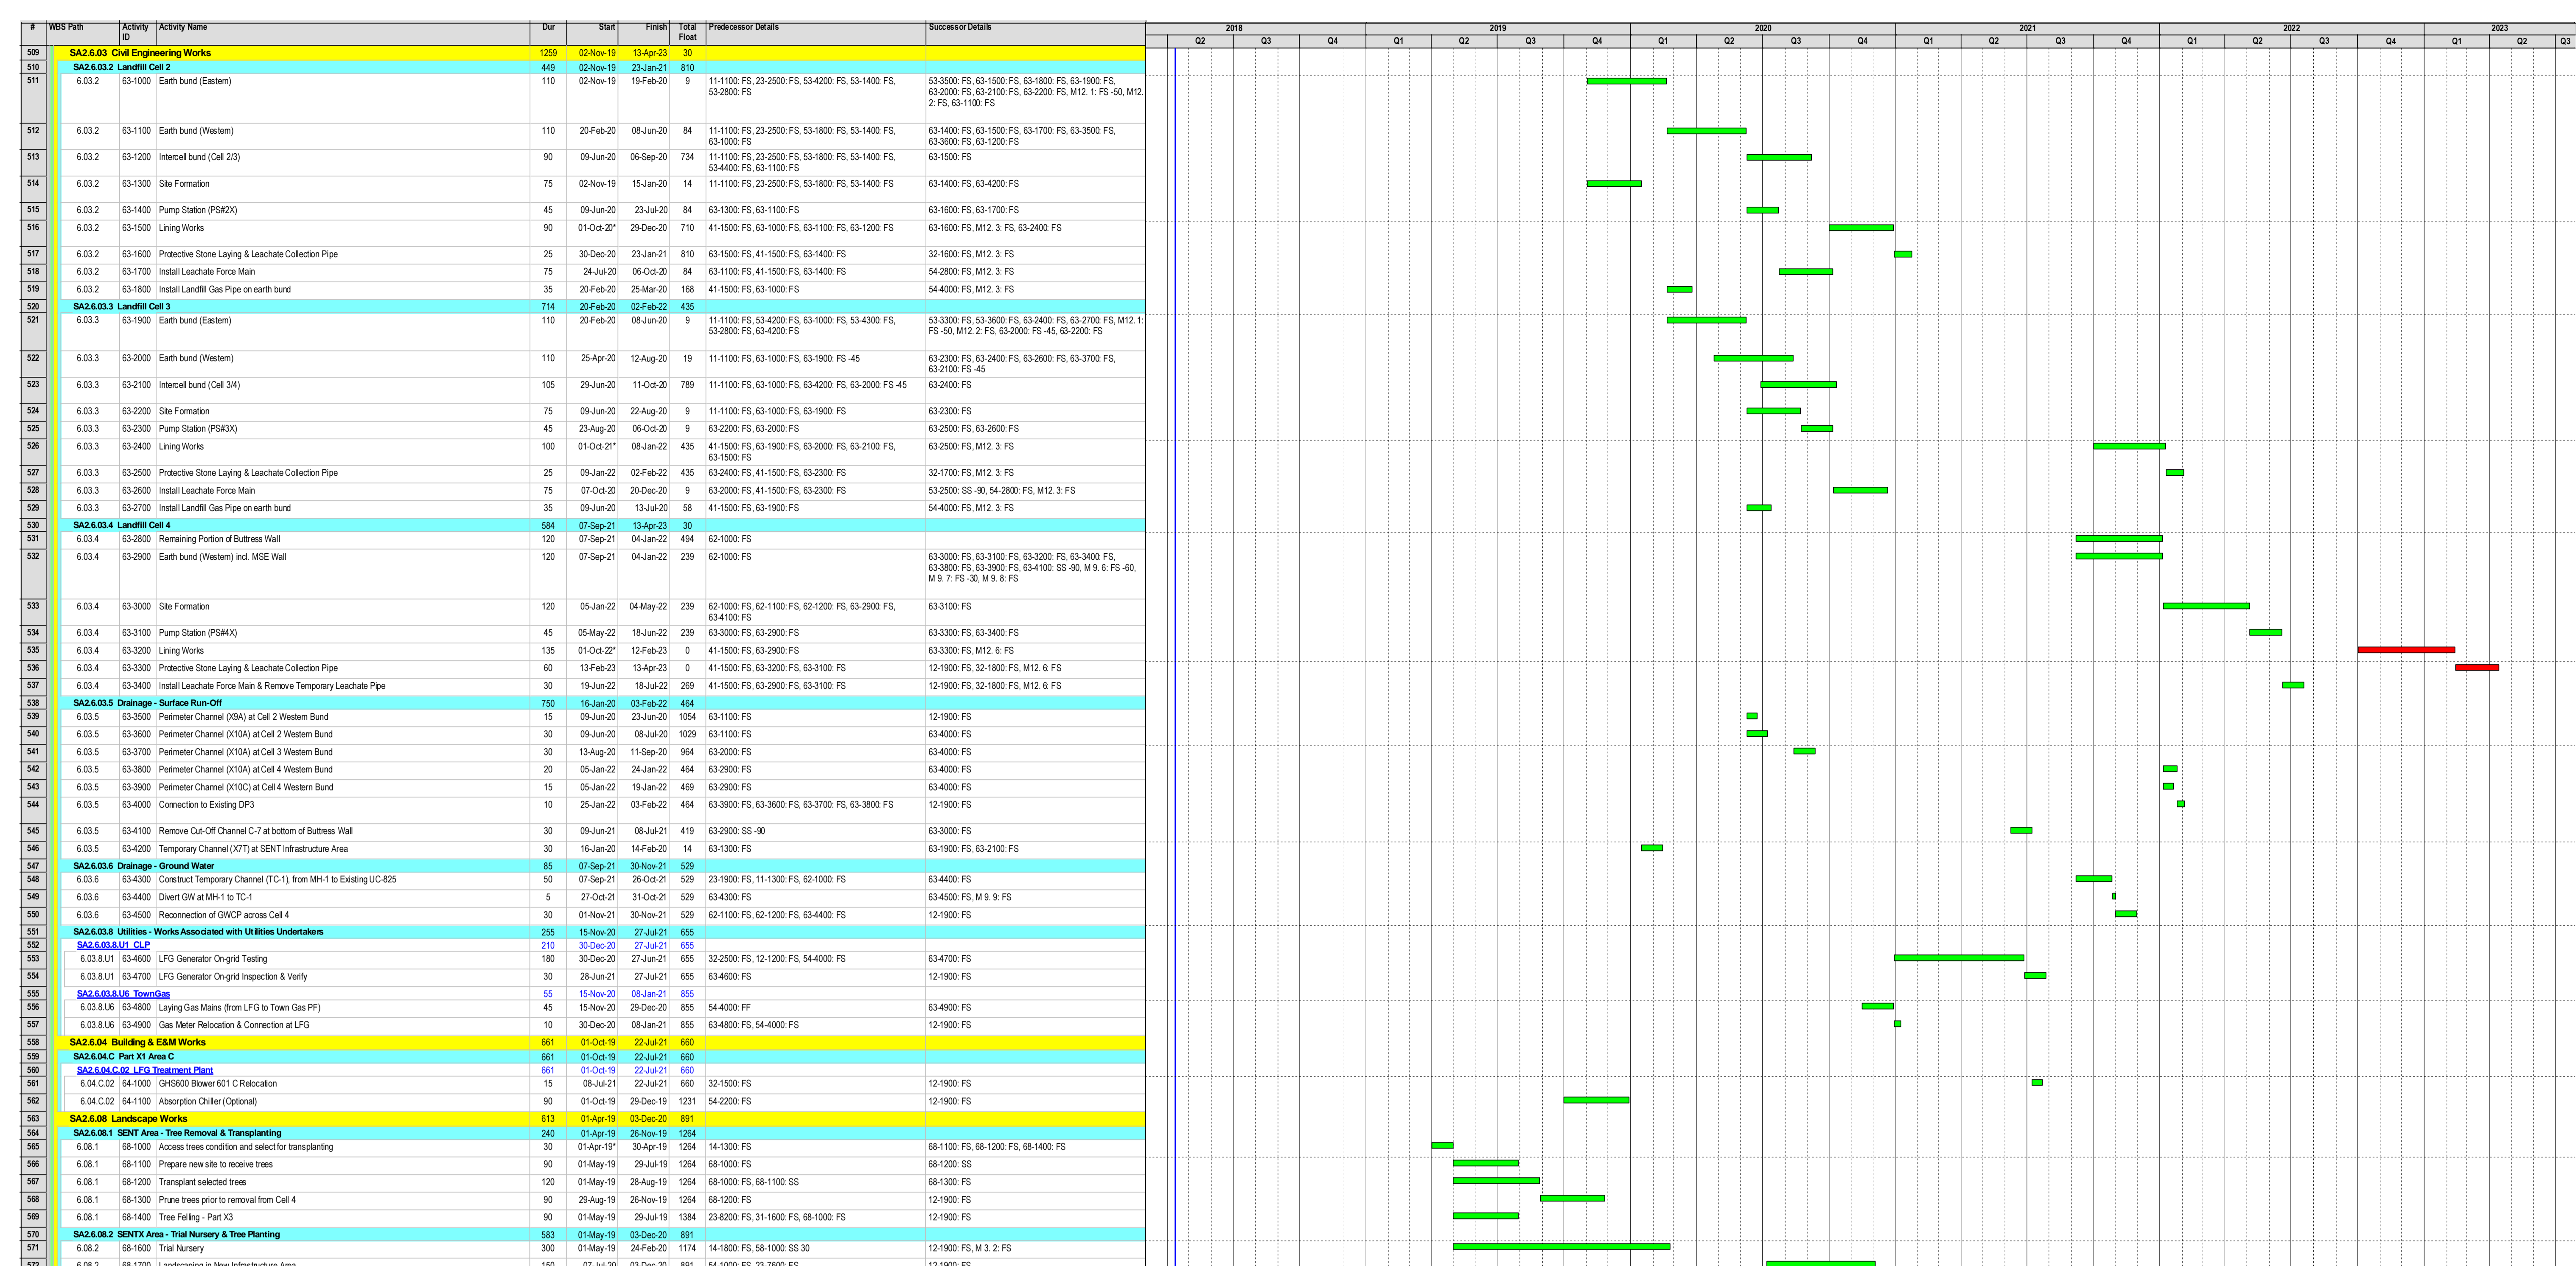 # WBS Path Activity ID Activity Name Dur Start Finish Total Float Predecessor Details Successor Details
2018 2019 2020 2021 2022 2023
Q2 Q3 Q4 Q1 Q2 Q3 Q4 Q1 Q2 Q3 Q4 Q1 Q2 Q3 Q4 Q1 Q2 Q3 Q4 Q1 Q2 Q3
509 SA2.6.03 Civil Engineering Works 1259 02-Nov-19 13-Apr-23 30
510 SA2.6.03.2 Landfill Cell 2 449 02-Nov-19 23-Jan-21 810
511 6.03.2 63-1000 Earth bund (Eastern) 110 02-Nov-19 19-Feb-20 9 11-1100: FS, 23-2500: FS, 53-4200: FS, 53-1400: FS, 53-3500: FS, 63-1500: FS, 63-1800: FS, 63-1900: FS,
53-2800: FS 63-2000: FS, 63-2100: FS, 63-2200: FS, M12. 1: FS -50, M12.
2: FS, 63-1100: FS
512 6.03.2 63-1100 Earth bund (Western) 110 20-Feb-20 08-Jun-20 84 11-1100: FS, 23-2500: FS, 53-1800: FS, 53-1400: FS, 63-1400: FS, 63-1500: FS, 63-1700: FS, 63-3500: FS,
63-1000: FS 63-3600: FS, 63-1200: FS
513 6.03.2 63-1200 Intercell bund (Cell 2/3) 90 09-Jun-20 06-Sep-20 734 11-1100: FS, 23-2500: FS, 53-1800: FS, 53-1400: FS, 63-1500: FS
53-4400: FS, 63-1100: FS
514 6.03.2 63-1300 Site Formation 75 02-Nov-19 15-Jan-20 14 11-1100: FS, 23-2500: FS, 53-1800: FS, 53-1400: FS 63-1400: FS, 63-4200: FS
515 6.03.2 63-1400 Pump Station (PS#2X) 45 09-Jun-20 23-Jul-20 84 63-1300: FS, 63-1100: FS 63-1600: FS, 63-1700: FS
516 6.03.2 63-1500 Lining Works 90 01-Oct-20* 29-Dec-20 710 41-1500: FS, 63-1000: FS, 63-1100: FS, 63-1200: FS 63-1600: FS, M12. 3: FS, 63-2400: FS
517 6.03.2 63-1600 Protective Stone Laying & Leachate Collection Pipe 25 30-Dec-20 23-Jan-21 810 63-1500: FS, 41-1500: FS, 63-1400: FS 32-1600: FS, M12. 3: FS
518 6.03.2 63-1700 Install Leachate Force Main 75 24-Jul-20 06-Oct-20 84 63-1100: FS, 41-1500: FS, 63-1400: FS 54-2800: FS, M12. 3: FS
519 6.03.2 63-1800 Install Landfill Gas Pipe on earth bund 35 20-Feb-20 25-Mar-20 168 41-1500: FS, 63-1000: FS 54-4000: FS, M12. 3: FS
520 SA2.6.03.3 Landfill Cell 3 714 20-Feb-20 02-Feb-22 435
521 6.03.3 63-1900 Earth bund (Eastern) 110 20-Feb-20 08-Jun-20 9 11-1100: FS, 53-4200: FS, 63-1000: FS, 53-4300: FS, 53-3300: FS, 53-3600: FS, 63-2400: FS, 63-2700: FS, M12. 1:
53-2800: FS, 63-4200: FS FS -50, M12. 2: FS, 63-2000: FS -45, 63-2200: FS
522 6.03.3 63-2000 Earth bund (Western) 110 25-Apr-20 12-Aug-20 19 11-1100: FS, 63-1000: FS, 63-1900: FS -45 63-2300: FS, 63-2400: FS, 63-2600: FS, 63-3700: FS,
63-2100: FS -45
523 6.03.3 63-2100 Intercell bund (Cell 3/4) 105 29-Jun-20 11-Oct-20 789 11-1100: FS, 63-1000: FS, 63-4200: FS, 63-2000: FS -45 63-2400: FS
524 6.03.3 63-2200 Site Formation 75 09-Jun-20 22-Aug-20 9 11-1100: FS, 63-1000: FS, 63-1900: FS 63-2300: FS
525 6.03.3 63-2300 Pump Station (PS#3X) 45 23-Aug-20 06-Oct-20 9 63-2200: FS, 63-2000: FS 63-2500: FS, 63-2600: FS
526 6.03.3 63-2400 Lining Works 100 01-Oct-21* 08-Jan-22 435 41-1500: FS, 63-1900: FS, 63-2000: FS, 63-2100: FS, 63-2500: FS, M12. 3: FS
63-1500: FS
527 6.03.3 63-2500 Protective Stone Laying & Leachate Collection Pipe 25 09-Jan-22 02-Feb-22 435 63-2400: FS, 41-1500: FS, 63-2300: FS 32-1700: FS, M12. 3: FS
528 6.03.3 63-2600 Install Leachate Force Main 75 07-Oct-20 20-Dec-20 9 63-2000: FS, 41-1500: FS, 63-2300: FS 53-2500: SS -90, 54-2800: FS, M12. 3: FS
529 6.03.3 63-2700 Install Landfill Gas Pipe on earth bund 35 09-Jun-20 13-Jul-20 58 41-1500: FS, 63-1900: FS 54-4000: FS, M12. 3: FS
530 SA2.6.03.4 Landfill Cell 4 584 07-Sep-21 13-Apr-23 30
531 6.03.4 63-2800 Remaining Portion of Buttress Wall 120 07-Sep-21 04-Jan-22 494 62-1000: FS
532 6.03.4 63-2900 Earth bund (Western) incl. MSE Wall 120 07-Sep-21 04-Jan-22 239 62-1000: FS 63-3000: FS, 63-3100: FS, 63-3200: FS, 63-3400: FS,
63-3800: FS, 63-3900: FS, 63-4100: SS -90, M 9. 6: FS -60,
M 9. 7: FS -30, M 9. 8: FS
533 6.03.4 63-3000 Site Formation 120 05-Jan-22 04-May-22 239 62-1000: FS, 62-1100: FS, 62-1200: FS, 63-2900: FS, 63-3100: FS
63-4100: FS
534 6.03.4 63-3100 Pump Station (PS#4X) 45 05-May-22 18-Jun-22 239 63-3000: FS, 63-2900: FS 63-3300: FS, 63-3400: FS
535 6.03.4 63-3200 Lining Works 135 01-Oct-22* 12-Feb-23 0 41-1500: FS, 63-2900: FS 63-3300: FS, M12. 6: FS
536 6.03.4 63-3300 Protective Stone Laying & Leachate Collection Pipe 60 13-Feb-23 13-Apr-23 0 41-1500: FS, 63-3200: FS, 63-3100: FS 12-1900: FS, 32-1800: FS, M12. 6: FS
537 6.03.4 63-3400 Install Leachate Force Main & Remove Temporary Leachate Pipe 30 19-Jun-22 18-Jul-22 269 41-1500: FS, 63-2900: FS, 63-3100: FS 12-1900: FS, 32-1800: FS, M12. 6: FS
538 SA2.6.03.5 Drainage - Surface Run-Off 750 16-Jan-20 03-Feb-22 464
539 6.03.5 63-3500 Perimeter Channel (X9A) at Cell 2 Western Bund 15 09-Jun-20 23-Jun-20 1054 63-1100: FS 12-1900: FS
540 6.03.5 63-3600 Perimeter Channel (X10A) at Cell 2 Western Bund 30 09-Jun-20 08-Jul-20 1029 63-1100: FS 63-4000: FS
541 6.03.5 63-3700 Perimeter Channel (X10A) at Cell 3 Western Bund 30 13-Aug-20 11-Sep-20 964 63-2000: FS 63-4000: FS
542 6.03.5 63-3800 Perimeter Channel (X10A) at Cell 4 Western Bund 20 05-Jan-22 24-Jan-22 464 63-2900: FS 63-4000: FS
543 6.03.5 63-3900 Perimeter Channel (X10C) at Cell 4 Western Bund 15 05-Jan-22 19-Jan-22 469 63-2900: FS 63-4000: FS
544 6.03.5 63-4000 Connection to Existing DP3 10 25-Jan-22 03-Feb-22 464 63-3900: FS, 63-3600: FS, 63-3700: FS, 63-3800: FS 12-1900: FS
545 6.03.5 63-4100 Remove Cut-Off Channel C-7 at bottom of Buttress Wall 30 09-Jun-21 08-Jul-21 419 63-2900: SS -90 63-3000: FS
546 6.03.5 63-4200 Temporary Channel (X7T) at SENT Infrastructure Area 30 16-Jan-20 14-Feb-20 14 63-1300: FS 63-1900: FS, 63-2100: FS
547 SA2.6.03.6 Drainage - Ground Water 85 07-Sep-21 30-Nov-21 529
548 6.03.6 63-4300 Construct Temporary Channel (TC-1), from MH-1 to Existing UC-825 50 07-Sep-21 26-Oct-21 529 23-1900: FS, 11-1300: FS, 62-1000: FS 63-4400: FS
549 6.03.6 63-4400 Divert GW at MH-1 to TC-1 5 27-Oct-21 31-Oct-21 529 63-4300: FS 63-4500: FS, M 9. 9: FS
550 6.03.6 63-4500 Reconnection of GWCP across Cell 4 30 01-Nov-21 30-Nov-21 529 62-1100: FS, 62-1200: FS, 63-4400: FS 12-1900: FS
551 SA2.6.03.8 Utilities - Works Associated with Utilities Undertakers 255 15-Nov-20 27-Jul-21 655
552 SA2.6.03.8.U1 CLP 210 30-Dec-20 27-Jul-21 655
553 6.03.8.U1 63-4600 LFG Generator On-grid Testing 180 30-Dec-20 27-Jun-21 655 32-2500: FS, 12-1200: FS, 54-4000: FS 63-4700: FS
554 6.03.8.U1 63-4700 LFG Generator On-grid Inspection & Verify 30 28-Jun-21 27-Jul-21 655 63-4600: FS 12-1900: FS
555 SA2.6.03.8.U6 TownGas 55 15-Nov-20 08-Jan-21 855
556 6.03.8.U6 63-4800 Laying Gas Mains (from LFG to Town Gas PF) 45 15-Nov-20 29-Dec-20 855 54-4000: FF 63-4900: FS
557 6.03.8.U6 63-4900 Gas Meter Relocation & Connection at LFG 10 30-Dec-20 08-Jan-21 855 63-4800: FS, 54-4000: FS 12-1900: FS
558 SA2.6.04 Building & E&M Works 661 01-Oct-19 22-Jul-21 660
559 SA2.6.04.C Part X1 Area C 661 01-Oct-19 22-Jul-21 660
560 SA2.6.04.C.02 LFG Treatment Plant 661 01-Oct-19 22-Jul-21 660
561 6.04.C.02 64-1000 GHS600 Blower 601 C Relocation 15 08-Jul-21 22-Jul-21 660 32-1500: FS 12-1900: FS
562 6.04.C.02 64-1100 Absorption Chiller (Optional) 90 01-Oct-19 29-Dec-19 1231 54-2200: FS 12-1900: FS
563 SA2.6.08 Landscape Works 613 01-Apr-19 03-Dec-20 891
564 SA2.6.08.1 SENT Area - Tree Removal & Transplanting 240 01-Apr-19 26-Nov-19 1264
565 6.08.1 68-1000 Access trees condition and select for transplanting 30 01-Apr-19* 30-Apr-19 1264 14-1300: FS 68-1100: FS, 68-1200: FS, 68-1400: FS
566 6.08.1 68-1100 Prepare new site to receive trees 90 01-May-19 29-Jul-19 1264 68-1000: FS 68-1200: SS
567 6.08.1 68-1200 Transplant selected trees 120 01-May-19 28-Aug-19 1264 68-1000: FS, 68-1100: SS 68-1300: FS
568 6.08.1 68-1300 Prune trees prior to removal from Cell 4 90 29-Aug-19 26-Nov-19 1264 68-1200: FS 12-1900: FS
569 6.08.1 68-1400 Tree Felling - Part X3 90 01-May-19 29-Jul-19 1384 23-8200: FS, 31-1600: FS, 68-1000: FS 12-1900: FS
570 SA2.6.08.2 SENTX Area - Trial Nursery & Tree Planting 583 01-May-19 03-Dec-20 891
571 6.08.2 68-1600 Trial Nursery 300 01-May-19 24-Feb-20 1174 14-1800: FS, 58-1000: SS 30 12-1900: FS, M 3. 2: FS
572 6.08.2 68-1700 Landscaping in New Infrastructure Area 150 07-Jul-20 03-Dec-20 891 54-1000: FS, 23-7600: FS 12-1900: FS